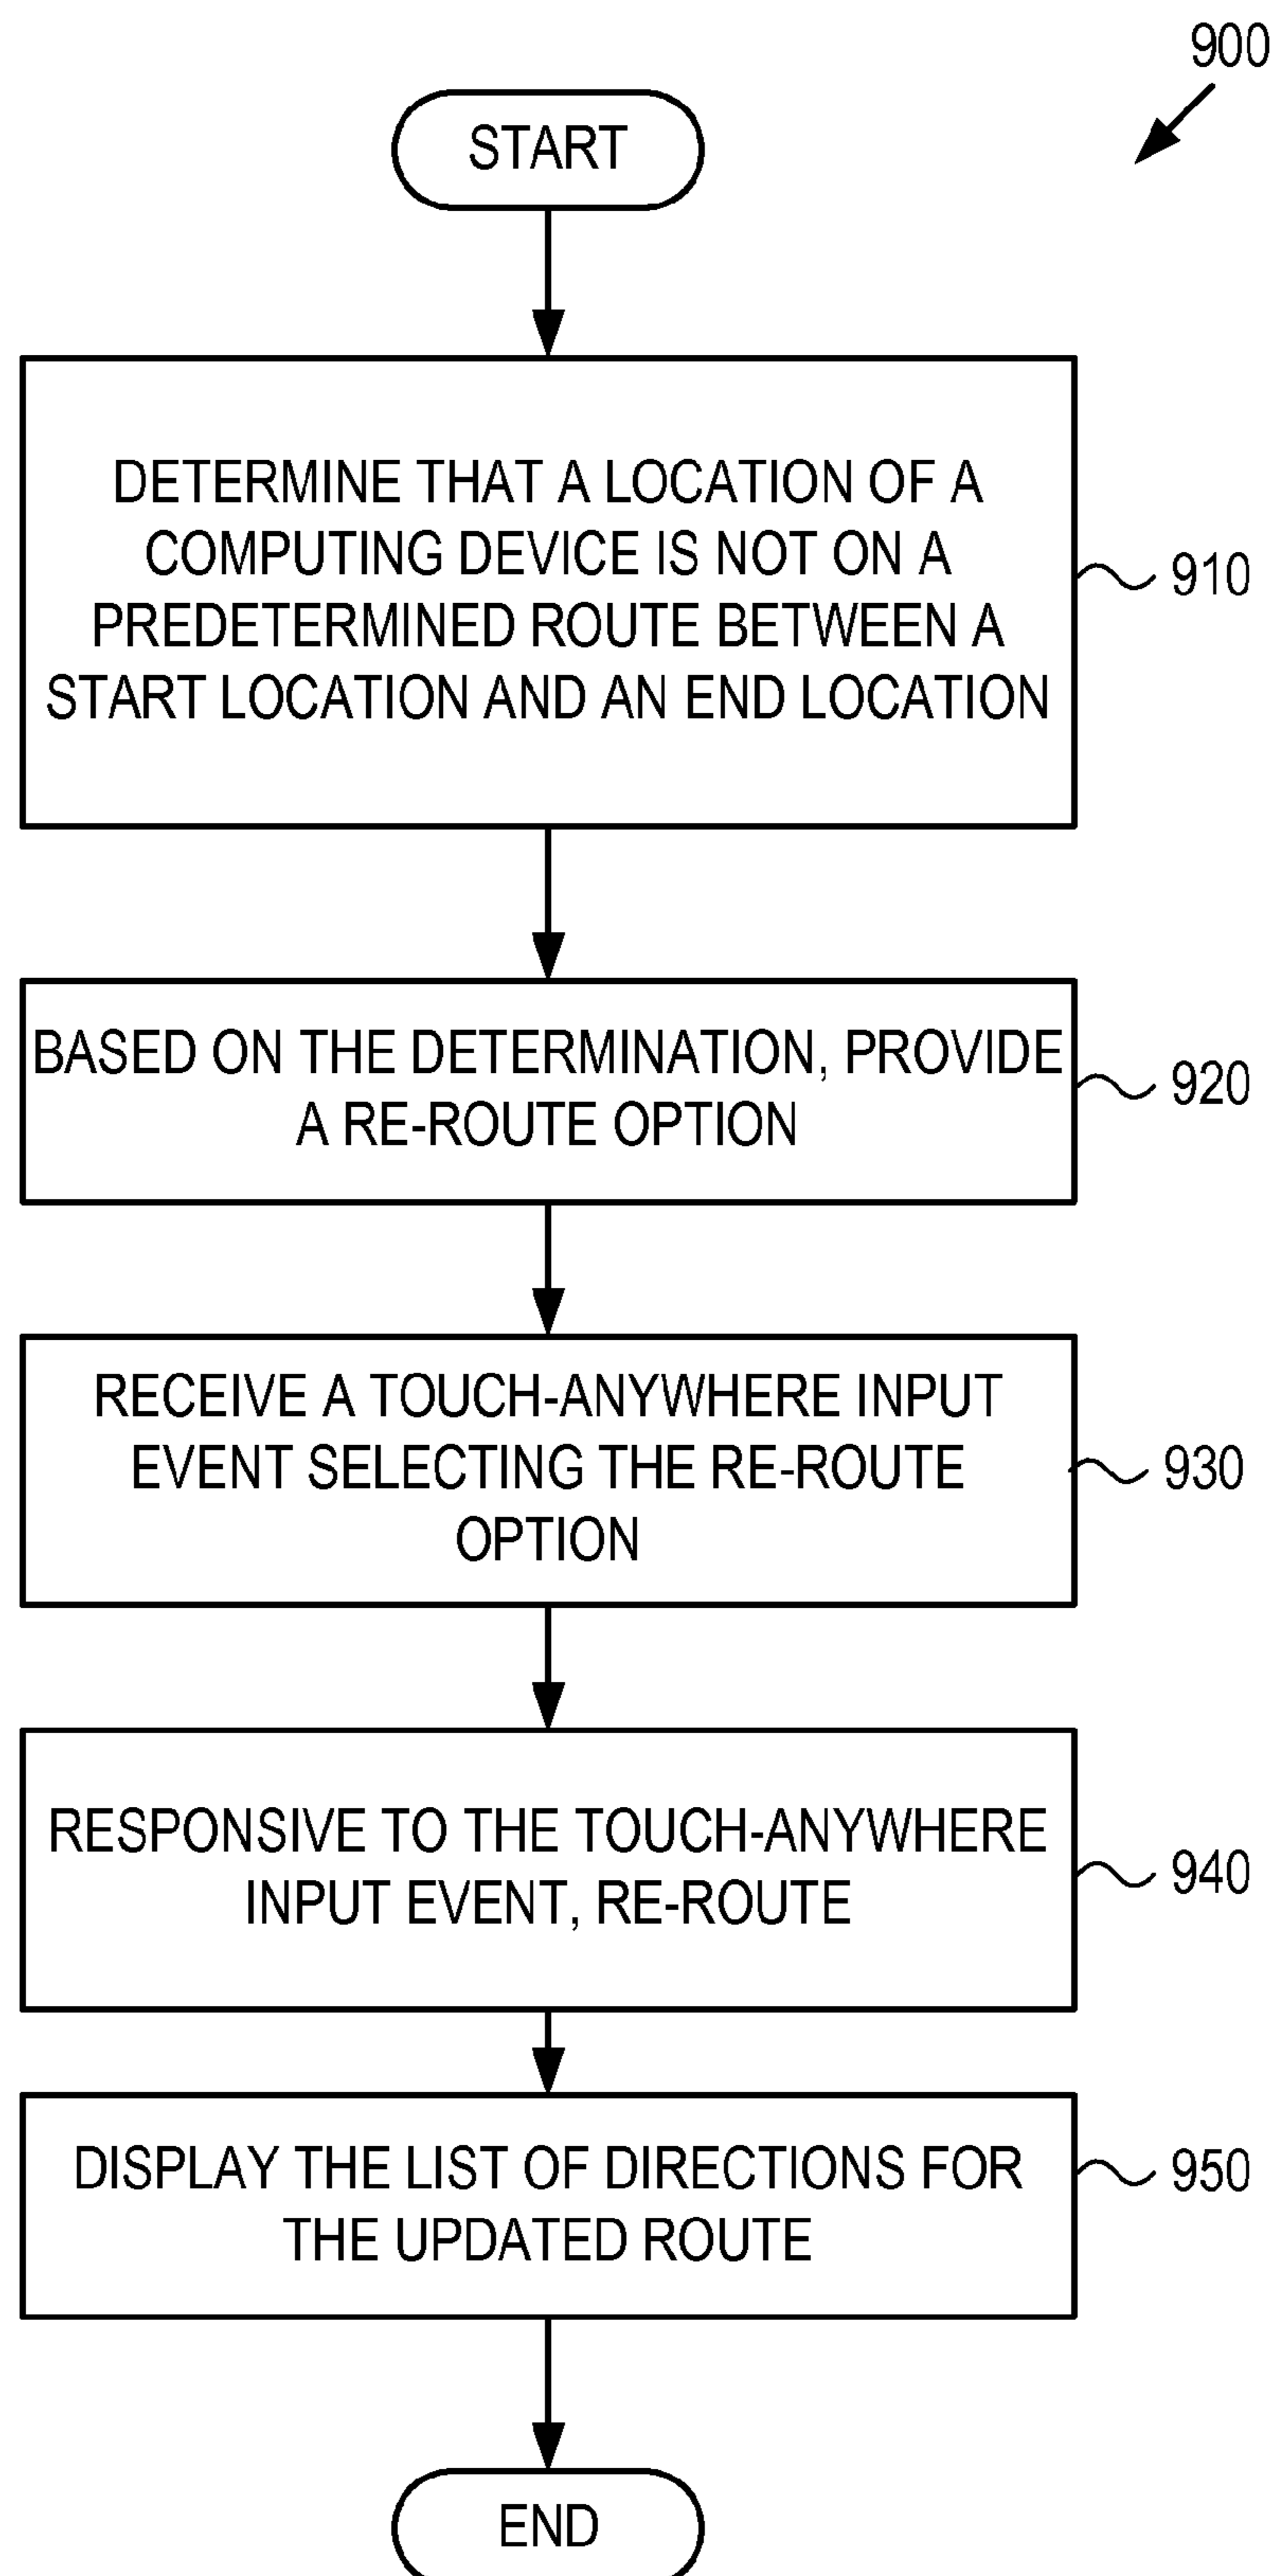 900
START
DETERMINE THAT A LOCATION OF A
COMPUTING DEVICE IS NOT ON A
PREDETERMINED ROUTE BETWEEN A
START LOCATION AND AN END LOCATION
910
BASED ON THE DETERMINATION, PROVIDE
A RE-ROUTE OPTION
920
RECEIVE A TOUCH-ANYWHERE INPUT
EVENT SELECTING THE RE-ROUTE
OPTION
930
RESPONSIVE TO THE TOUCH-ANYWHERE
INPUT EVENT, RE-ROUTE
940
DISPLAY THE LIST OF DIRECTIONS FOR
THE UPDATED ROUTE
950
END